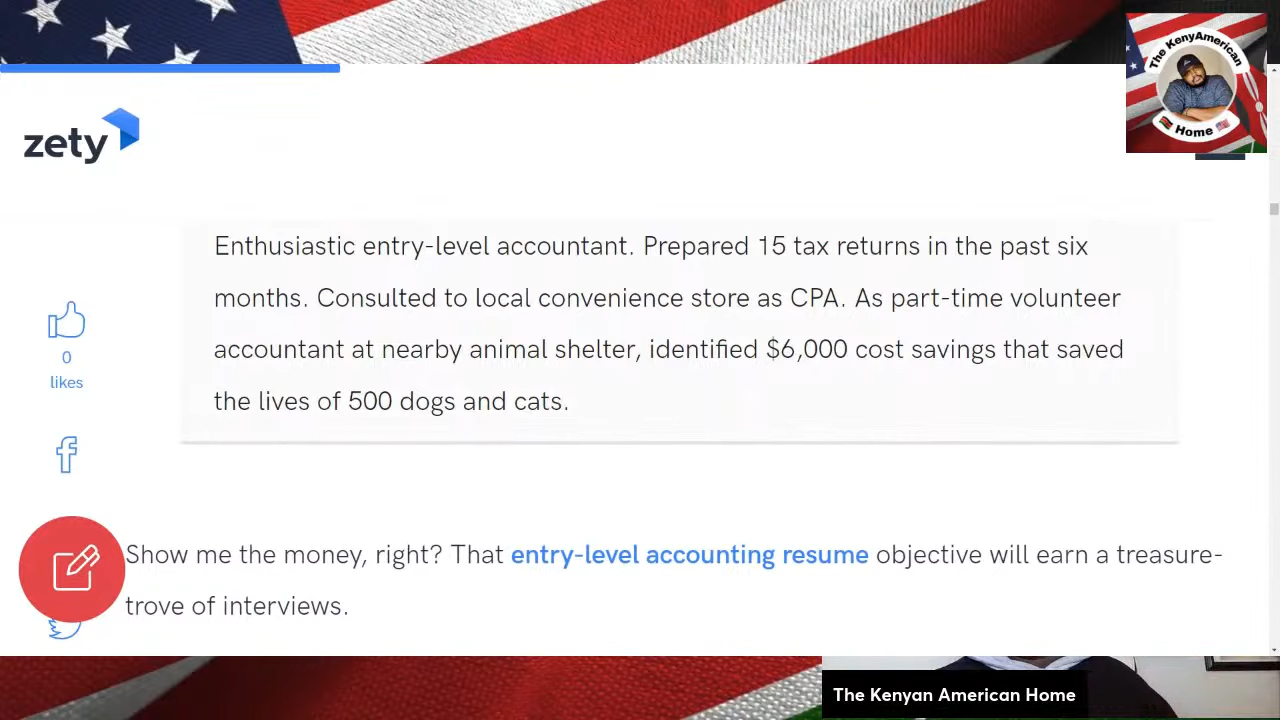 The KenyAmerican
Home
zety
Enthusiastic entry-level accountant. Prepared 15 tax returns in the past six
months. Consulted to local convenience store as CPA. As part-time volunteer
accountant at nearby animal shelter, identified $6,000 cost savings that saved
the lives of 500 dogs and cats.
0
likes
Show me the money, right? That entry-level accounting resume objective will earn a treasure-
trove of interviews.
The Kenyan American Home